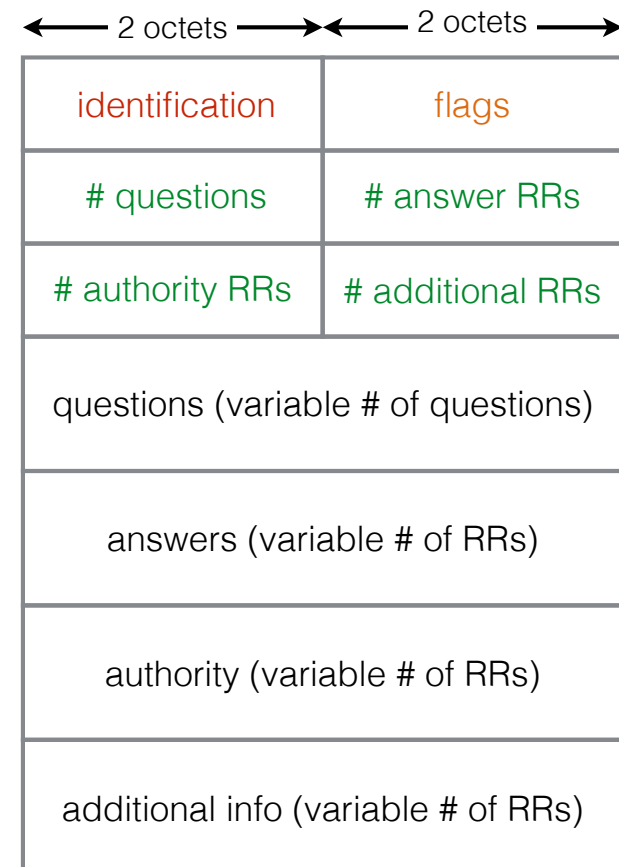 2 octets 2 octets
identification flags
# questions # answer RRs
# authority RRs # additional RRs
questions (variable # of questions)
answers (variable # of RRs)
authority (variable # of RRs)
additional info (variable # of RRs)